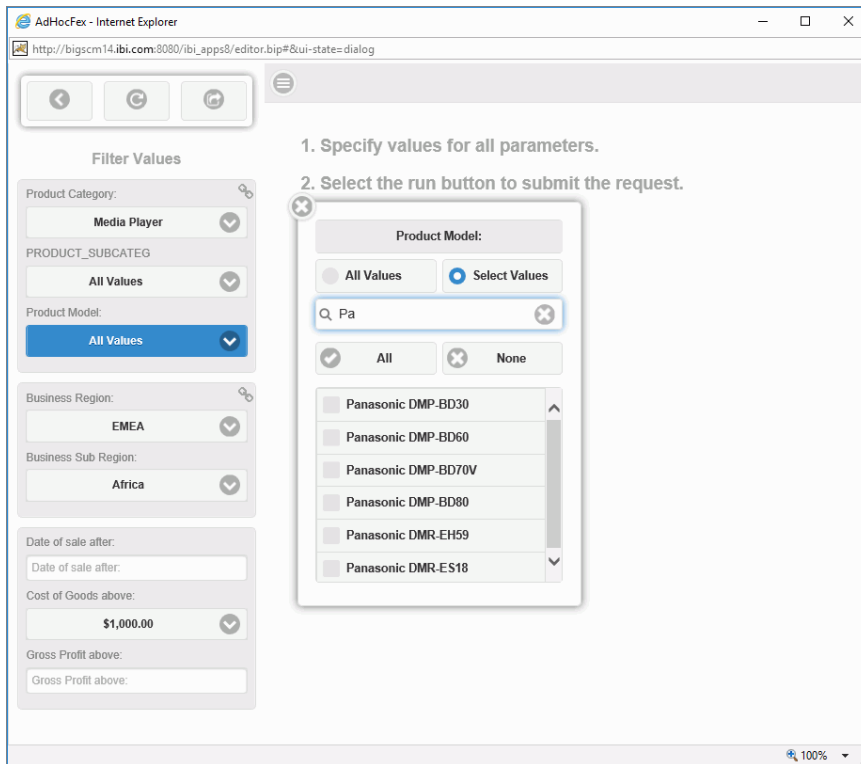 AdHocFex - Internet Explorer
http://bigscm14.ibi.com:8080/ibi_apps8/editor.bip#&ui-state=dialog
Filter Values
Product Category:
Media Player
PRODUCT_SUBCATEG
All Values
Product Model:
All Values
Business Region:
EMEA
Business Sub Region:
Africa
Date of sale after:
Date of sale after:
Cost of Goods above:
$1,000.00
Gross Profit above:
Gross Profit above:
1. Specify values for all parameters.
2. Select the run button to submit the request.
Product Model:
All Values
Select Values
Pa
All
None
Panasonic DMP-BD30
Panasonic DMP-BD60
Panasonic DMP-BD70V
Panasonic DMP-BD80
Panasonic DMR-EH59
Panasonic DMR-ES18
100%